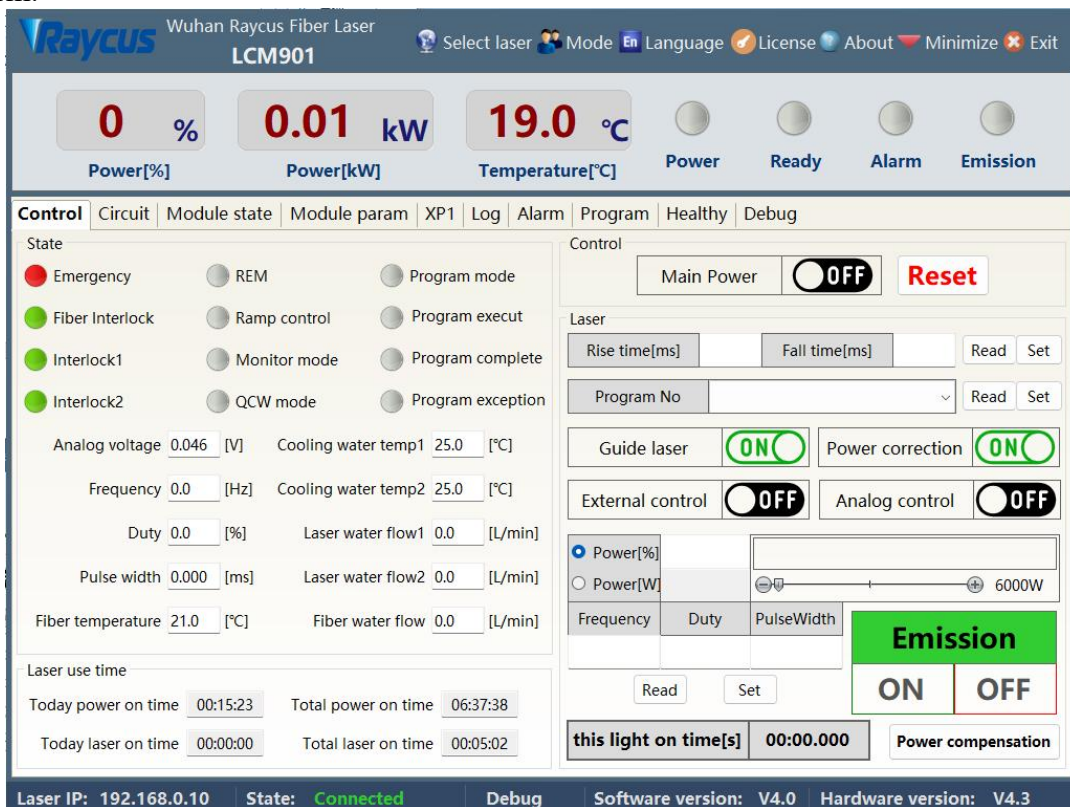 Raycus
Wuhan Raycus Fiber Laser
LCM901
Select laser Mode En Language License About Minimize Exit
0 % 0.01 kW 19.0 ℃
Power[%] Power[kW] Temperature[℃] Power Ready Alarm Emission
Control Circuit Module state Module param XP1 Log Alarm Program Healthy Debug
State
Emergency REM Program mode
Fiber Interlock Ramp control Program execut
Interlock1 Monitor mode Program complete
Interlock2 QCW mode Program exception
Analog voltage 0.046 [V] Cooling water temp1 25.0 [℃]
Frequency 0.0 [Hz] Cooling water temp2 25.0 [℃]
Duty 0.0 [%] Laser water flow1 0.0 [L/min]
Pulse width 0.000 [ms] Laser water flow2 0.0 [L/min]
Fiber temperature 21.0 [℃] Fiber water flow 0.0 [L/min]
Laser use time
Today power on time 00:15:23 Total power on time 06:37:38
Today laser on time 00:00:00 Total laser on time 00:05:02
Control
Main Power OFF Reset
Laser
Rise time[ms] Fall time[ms] Read Set
Program No Read Set
Guide laser ON Power correction ON
External control OFF Analog control OFF
Power[%]
Power[W] 6000W
Frequency Duty PulseWidth
Emission
Read Set ON OFF
this light on time[s] 00:00.000 Power compensation
Laser IP: 192.168.0.10 State: Connected Debug Software version: V4.0 Hardware version: V4.3